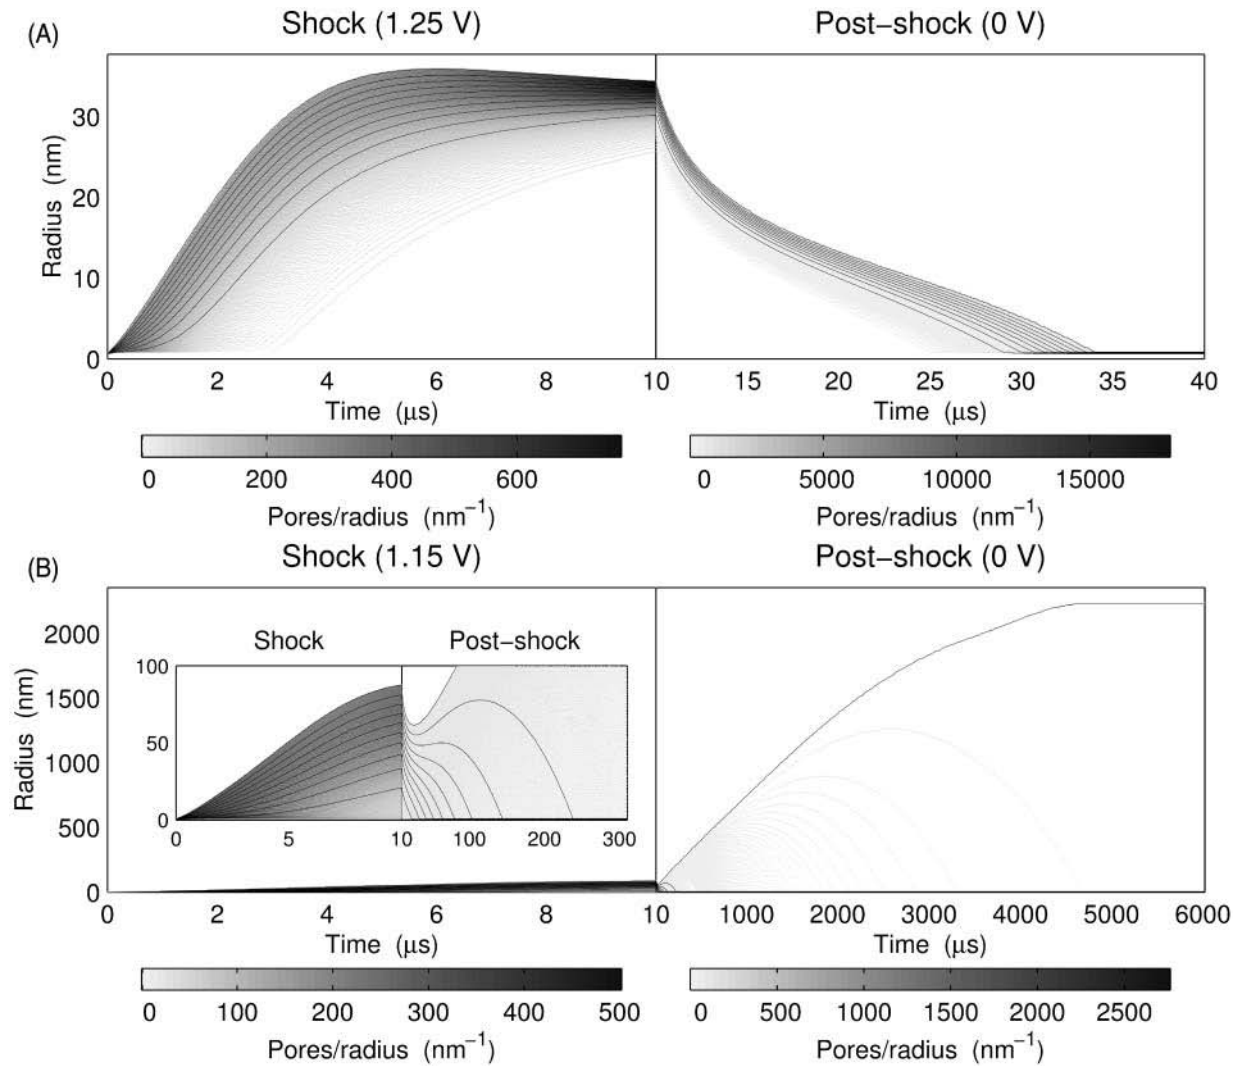 (A)
Shock (1.25 V)
Post−shock (0 V)
Radius (nm)
30
20
10
0
0 2 4 6 8 10 15 20 25 30 35 40
Time (μs)
Time (μs)
0 200 400 600
0 5000 10000 15000
Pores/radius (nm⁻¹)
Pores/radius (nm⁻¹)
(B)
Shock (1.15 V)
Post−shock (0 V)
Radius (nm)
2000
1500
1000
500
0
Shock
Post−shock
100
50
0
0 5 10 100 200 300
0 2 4 6 8 10 1000 2000 3000 4000 5000 6000
Time (μs)
Time (μs)
0 100 200 300 400 500
0 500 1000 1500 2000 2500
Pores/radius (nm⁻¹)
Pores/radius (nm⁻¹)